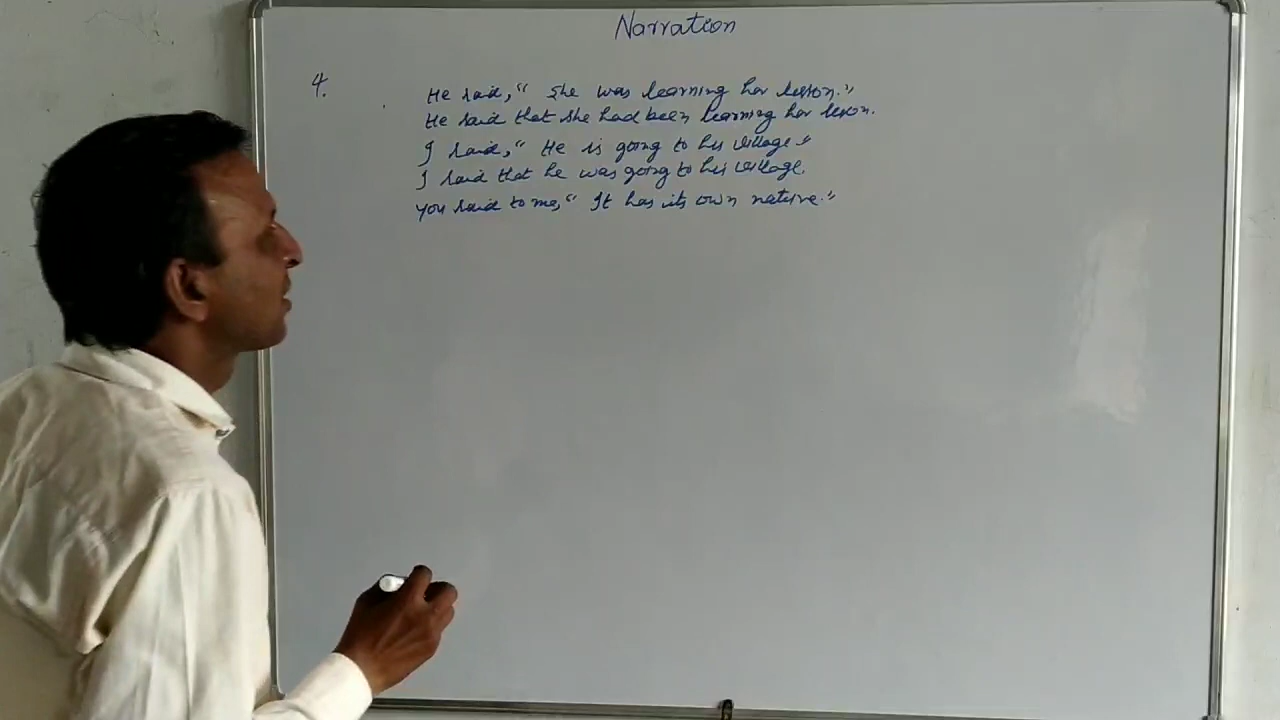 Narration
4. He said, " She was learning her lesson."
He said that she had been learning her lesson.
I said, " He is going to his village"
I said that he was going to his village.
You said to me, " It has its own nature."